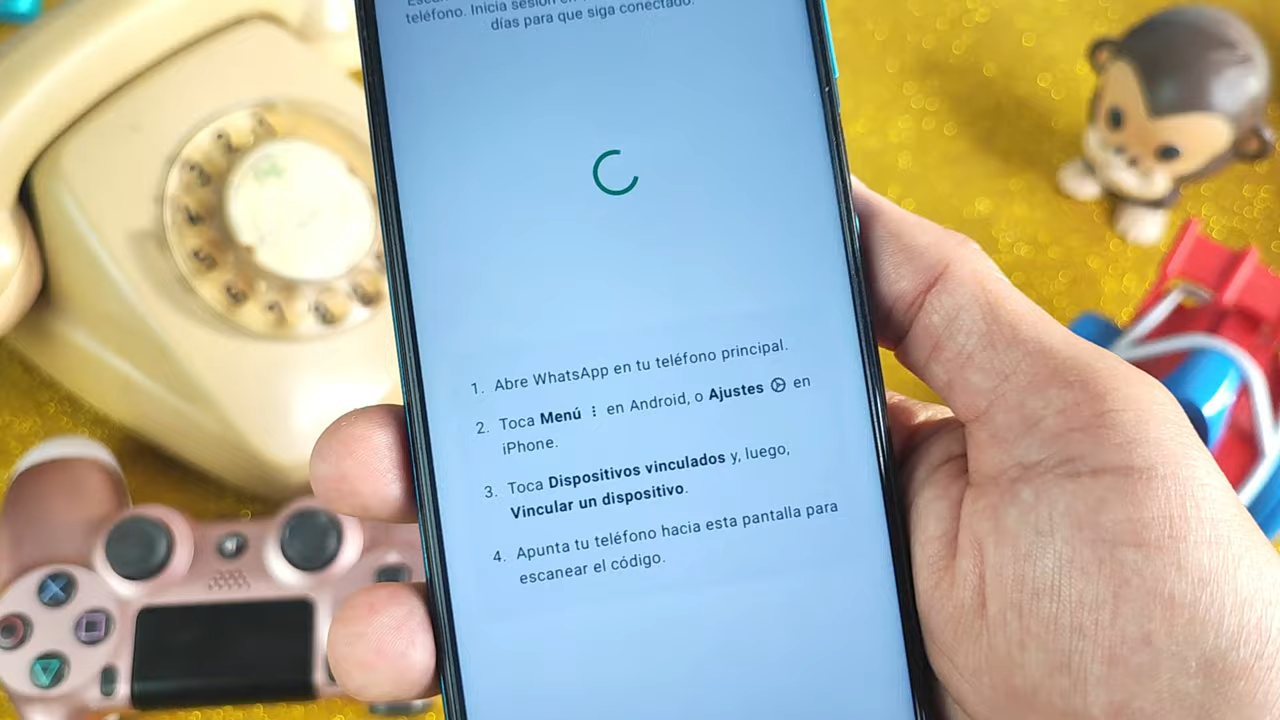 teléfono. Inicia sesión en
días para que siga conectado.
1. Abre WhatsApp en tu teléfono principal.
2. Toca Menú ⋮ en Android, o Ajustes en
iPhone.
3. Toca Dispositivos vinculados y, luego,
Vincular un dispositivo.
4. Apunta tu teléfono hacia esta pantalla para
escanear el código.